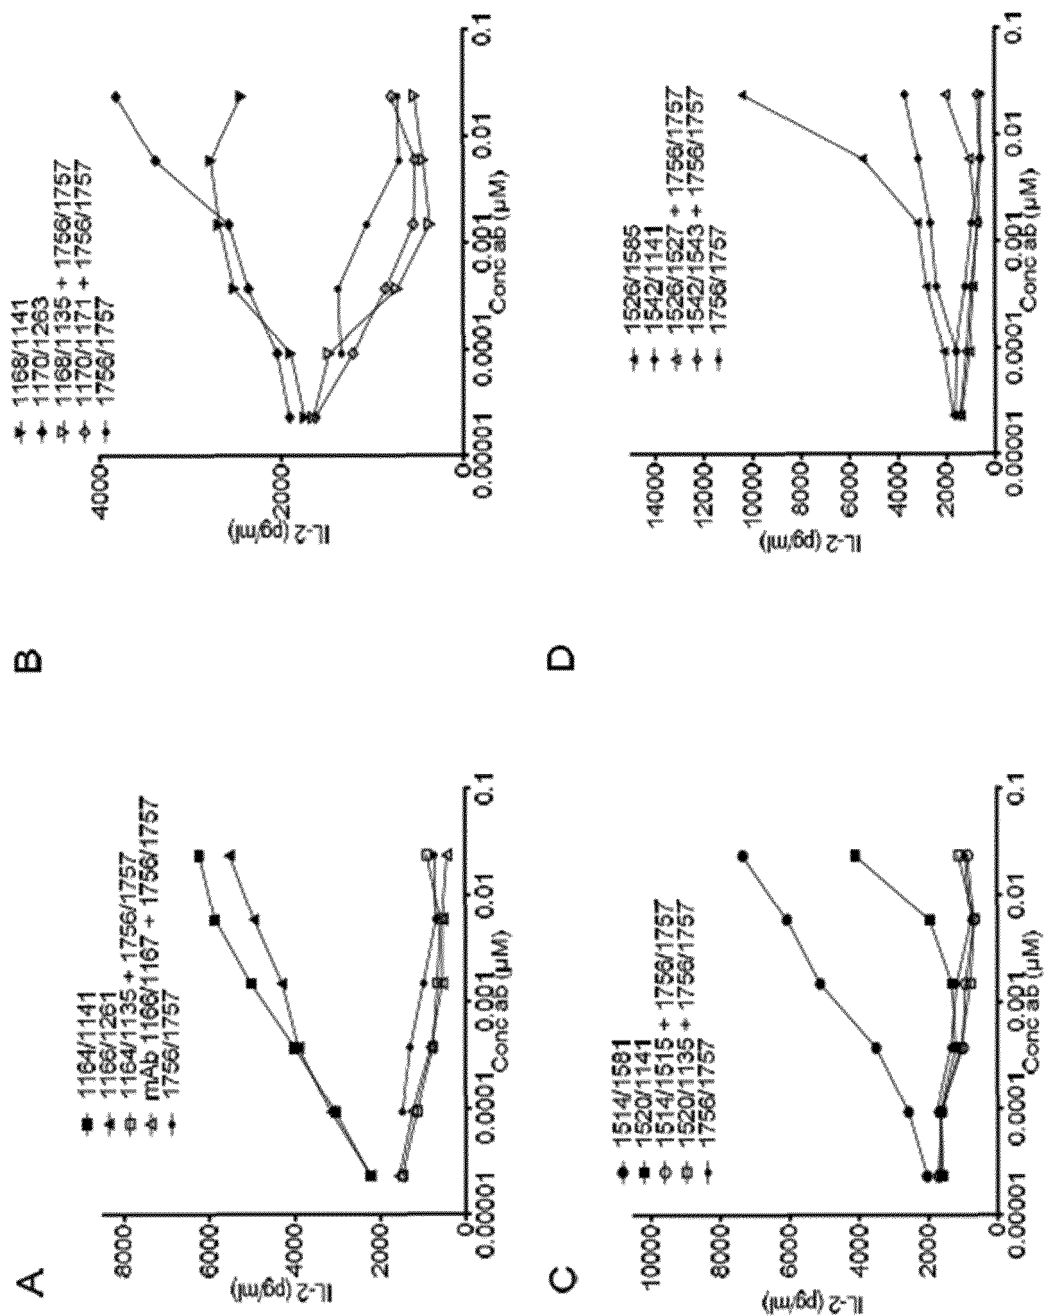 A
1164/1141
1166/1261
1164/1135 + 1756/1757
mAb 1166/1167 + 1756/1757
1756/1757
IL-2 (pg/ml)
8000
6000
4000
2000
0
0.00001
0.0001
0.001
0.01
0.1
Conc ab (µM)
B
1168/1141
1170/1263
1168/1135 + 1756/1757
1170/1171 + 1756/1757
1756/1757
IL-2 (pg/ml)
4000
2000
0
0.00001
0.0001
0.001
0.01
0.1
Conc ab (µM)
C
1514/1581
1520/1141
1514/1515 + 1756/1757
1520/1135 + 1756/1757
1756/1757
IL-2 (pg/ml)
10000
8000
6000
4000
2000
0
0.00001
0.0001
0.001
0.01
0.1
Conc ab (µM)
D
1526/1585
1542/1141
1526/1527 + 1756/1757
1542/1543 + 1756/1757
1756/1757
IL-2 (pg/ml)
14000
12000
10000
8000
6000
4000
2000
0
0.00001
0.0001
0.001
0.01
0.1
Conc ab (µM)